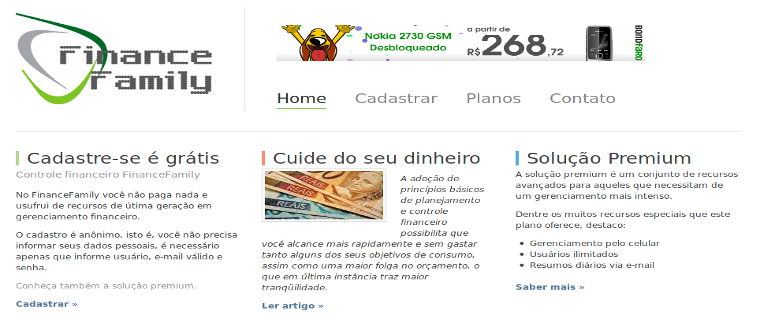 Finance
Family
Nokia 2730 GSM
Desbloqueado
a partir de
R$268,72
BONDFARO
Home
Cadastrar
Planos
Contato
Cadastre-se é grátis
Controle financeiro FinanceFamily
No FinanceFamily você não paga nada e
usufrui de recursos de útima geração em
gerenciamento financeiro.
O cadastro é anônimo, isto é, você não precisa
informar seus dados pessoais, é necessário
apenas que informe usuário, e-mail válido e
senha.
Conheça também a solução premium.
Cadastrar »
Cuide do seu dinheiro
REAIS
REAIS
A adoção de
princípios básicos
de planejamento
e controle
financeiro
possibilita que
você alcance mais rapidamente e sem gastar
tanto alguns dos seus objetivos de consumo,
assim como uma maior folga no orçamento, o
que em última instância traz maior
tranqüilidade.
Ler artigo »
Solução Premium
A solução premium é um conjunto de recursos
avançados para aqueles que necessitam de
um gerenciamento mais intenso.
Dentre os muitos recursos especiais que este
plano oferece, destaco:
• Gerenciamento pelo celular
• Usuários ilimitados
• Resumos diários via e-mail
Saber mais »